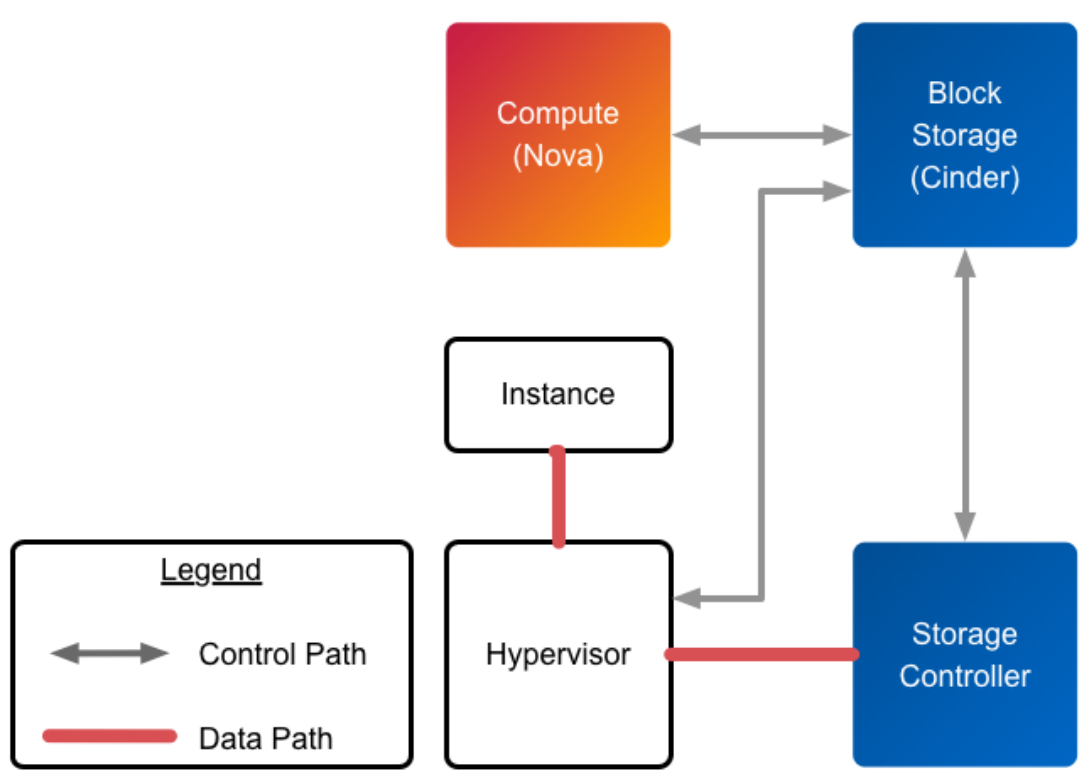 Compute
(Nova)
Block
Storage
(Cinder)
Instance
Legend
Control Path
Data Path
Hypervisor
Storage
Controller